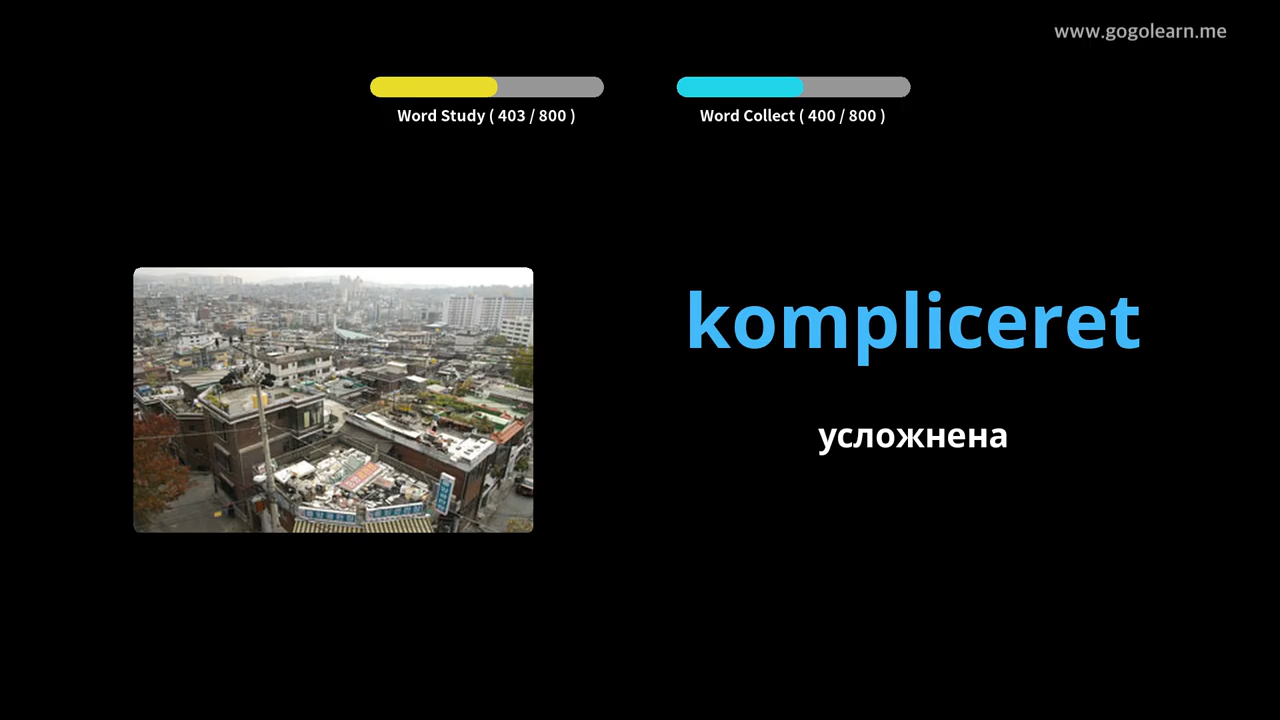 www.gogolearn.me
Word Study ( 403 / 800 )
Word Collect ( 400 / 800 )
kompliceret
усложнена